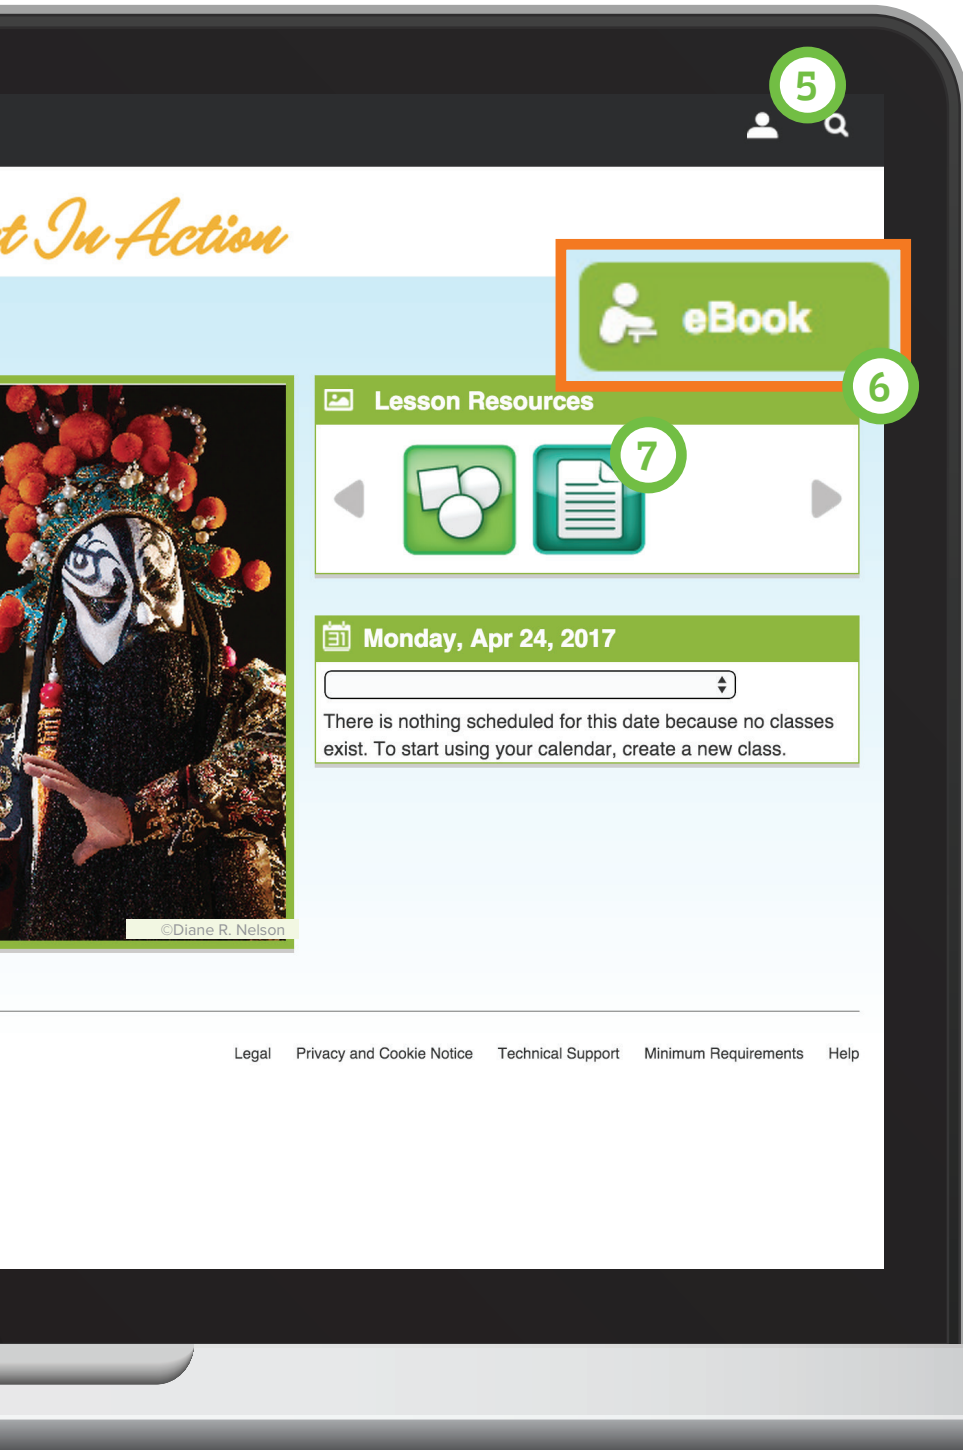 5
t In Action
eBook
6
Lesson Resources
7
31
Monday, Apr 24, 2017
There is nothing scheduled for this date because no classes
exist. To start using your calendar, create a new class.
©Diane R. Nelson
Legal Privacy and Cookie Notice Technical Support Minimum Requirements Help